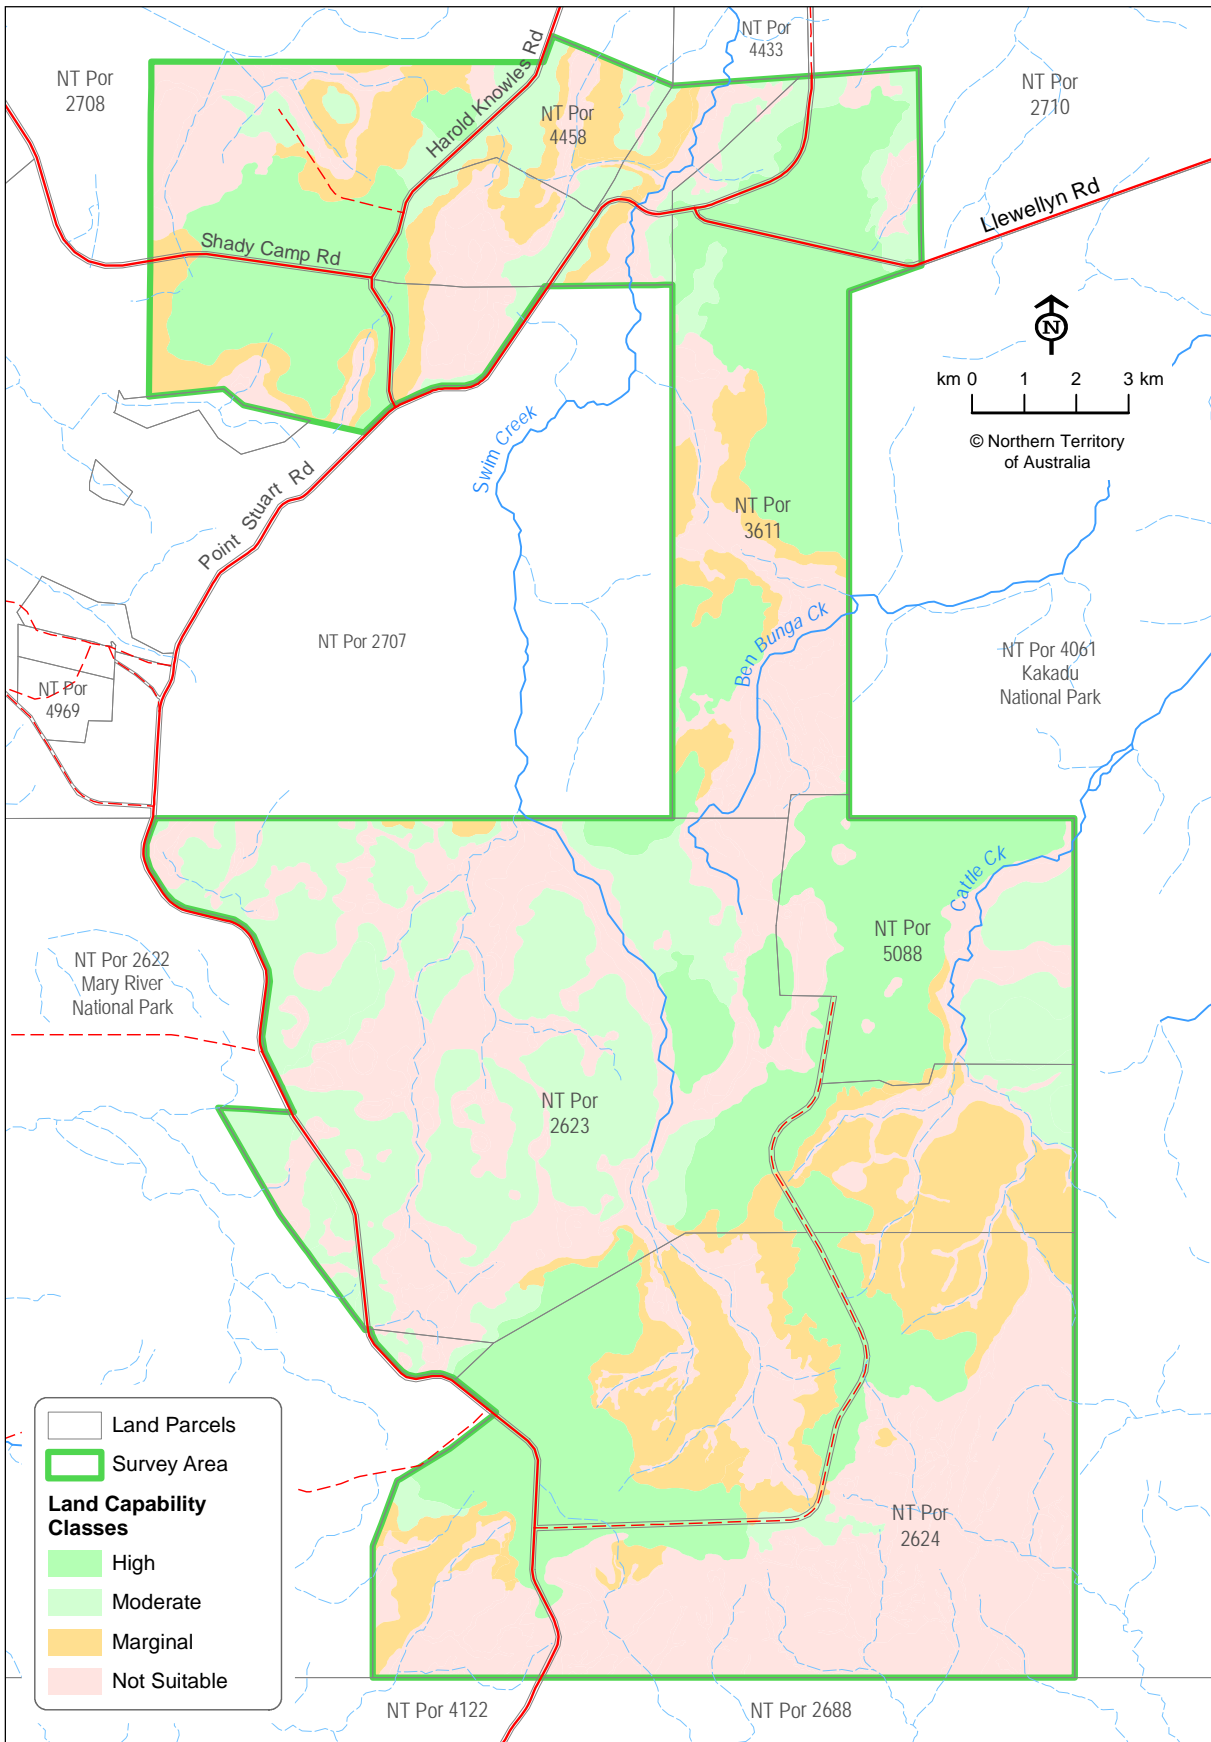 NT Por
4433
NT Por
2708
NT Por
2710
Harold Knowles Rd
NT Por
4458
Llewellyn Rd
Shady Camp Rd
N
km 0 1 2 3 km
© Northern Territory
of Australia
Swim Creek
Point Stuart Rd
NT Por
3611
Ben Bunga Ck
NT Por 2707
NT Por 4061
Kakadu
National Park
NT Por
4969
Cattle Ck
NT Por
5088
NT Por 2622
Mary River
National Park
NT Por
2623
NT Por
2624
Land Parcels
Survey Area
Land Capability
Classes
High
Moderate
Marginal
Not Suitable
NT Por 4122
NT Por 2688